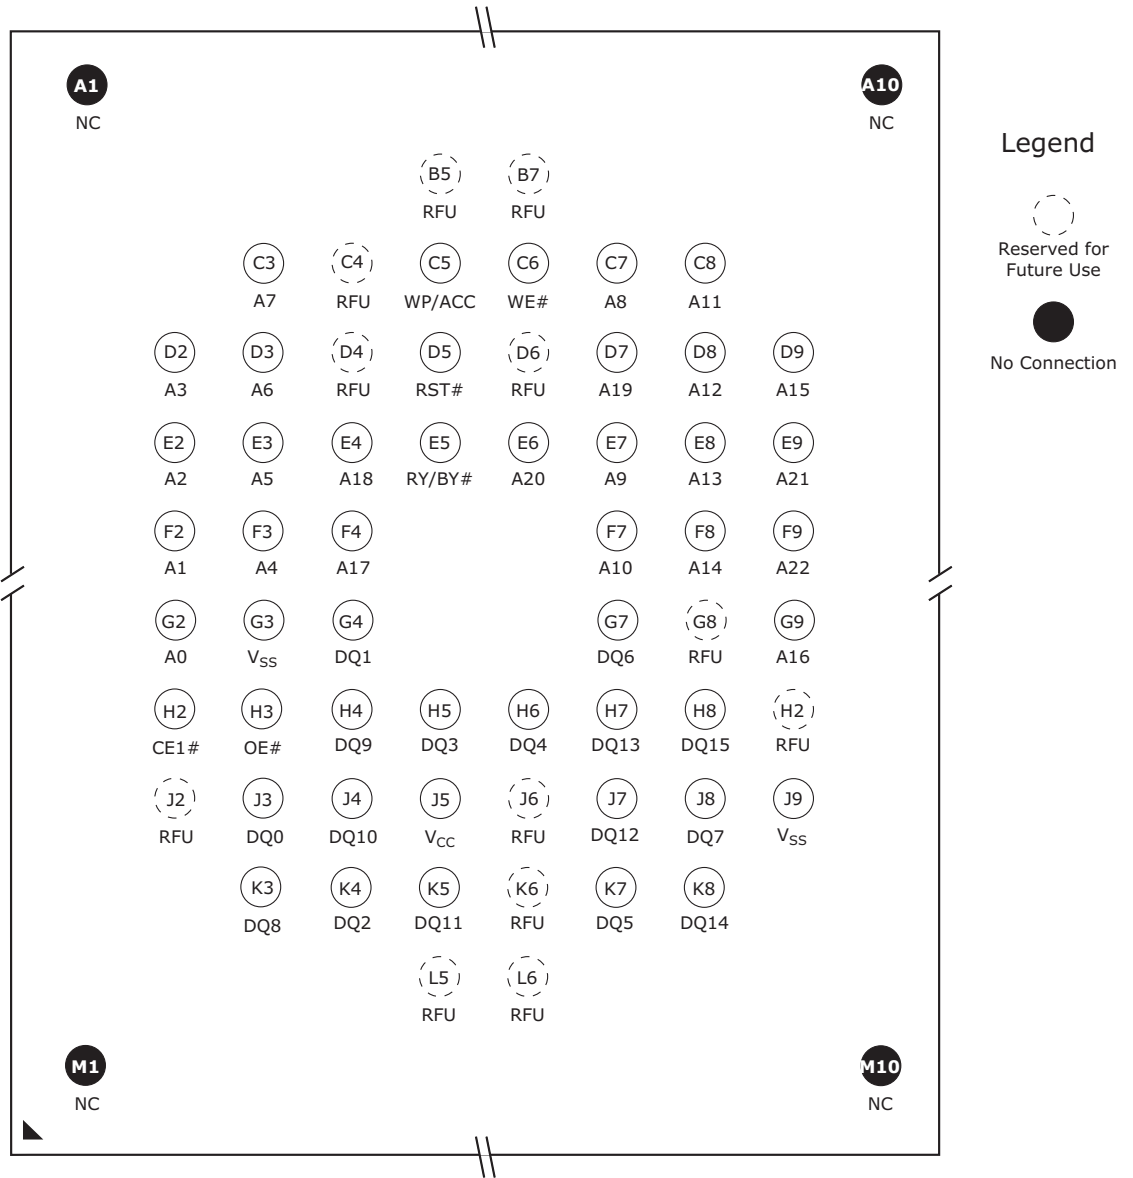 A1 A10
NC NC
Legend
B5 B7
RFU RFU
Reserved for
Future Use
C3 C4 C5 C6 C7 C8
A7 RFU WP/ACC WE# A8 A11
No Connection
D2 D3 D4 D5 D6 D7 D8 D9
A3 A6 RFU RST# RFU A19 A12 A15
E2 E3 E4 E5 E6 E7 E8 E9
A2 A5 A18 RY/BY# A20 A9 A13 A21
F2 F3 F4 F7 F8 F9
A1 A4 A17 A10 A14 A22
G2 G3 G4 G7 G8 G9
A0 VSS DQ1 DQ6 RFU A16
H2 H3 H4 H5 H6 H7 H8 H2
CE1# OE# DQ9 DQ3 DQ4 DQ13 DQ15 RFU
J2 J3 J4 J5 J6 J7 J8 J9
RFU DQ0 DQ10 VCC RFU DQ12 DQ7 VSS
K3 K4 K5 K6 K7 K8
DQ8 DQ2 DQ11 RFU DQ5 DQ14
L5 L6
RFU RFU
M1 M10
NC NC